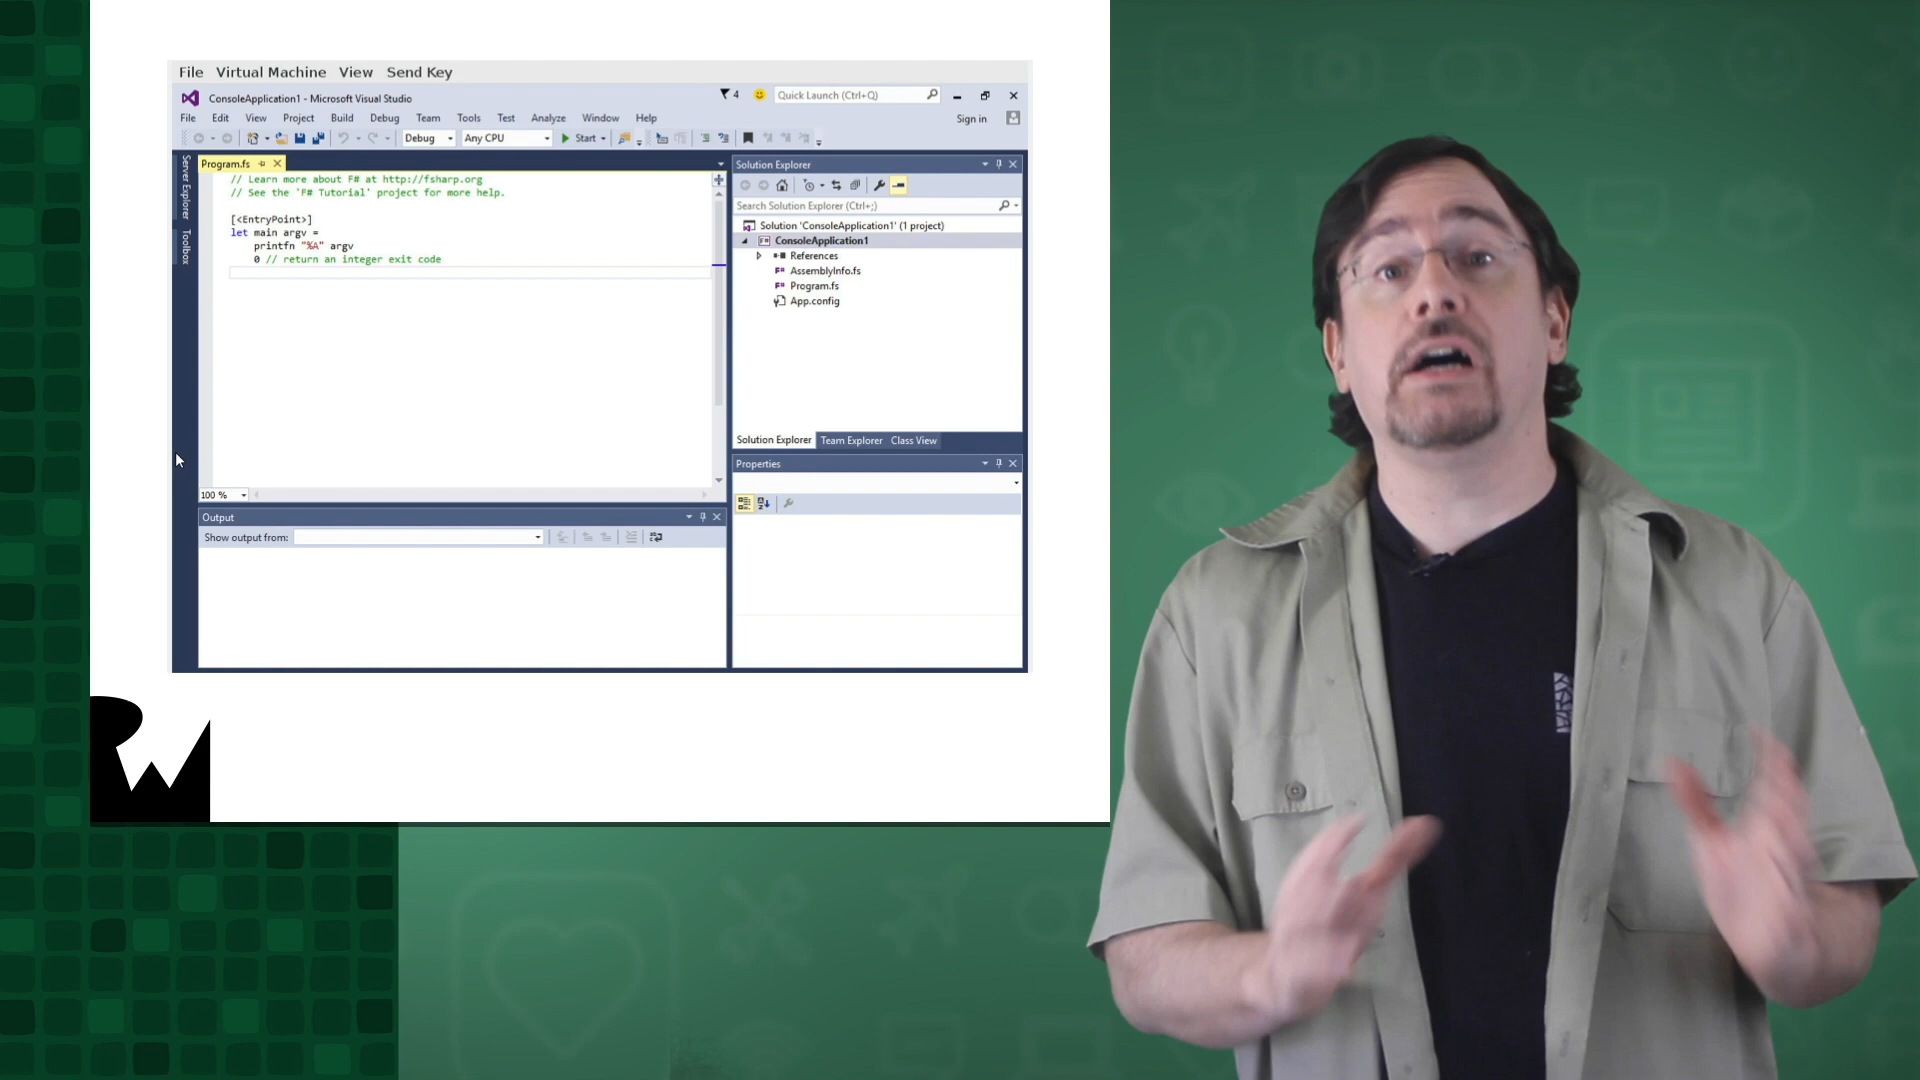 File Virtual Machine View Send Key
ConsoleApplication1 - Microsoft Visual Studio
4
Quick Launch (Ctrl+Q)
File Edit View Project Build Debug Team Tools Test Analyze Window Help
Sign in
Debug Any CPU Start
Server Explorer
Toolbox
Program.fs
// Learn more about F# at http://fsharp.org
// See the 'F# Tutorial' project for more help.
[<EntryPoint>]
let main argv =
printfn "%A" argv
0 // return an integer exit code
100 %
Output
Show output from:
Solution Explorer
Search Solution Explorer (Ctrl+;)
Solution 'ConsoleApplication1' (1 project)
F# ConsoleApplication1
References
F# AssemblyInfo.fs
F# Program.fs
App.config
Solution Explorer Team Explorer Class View
Properties
RW